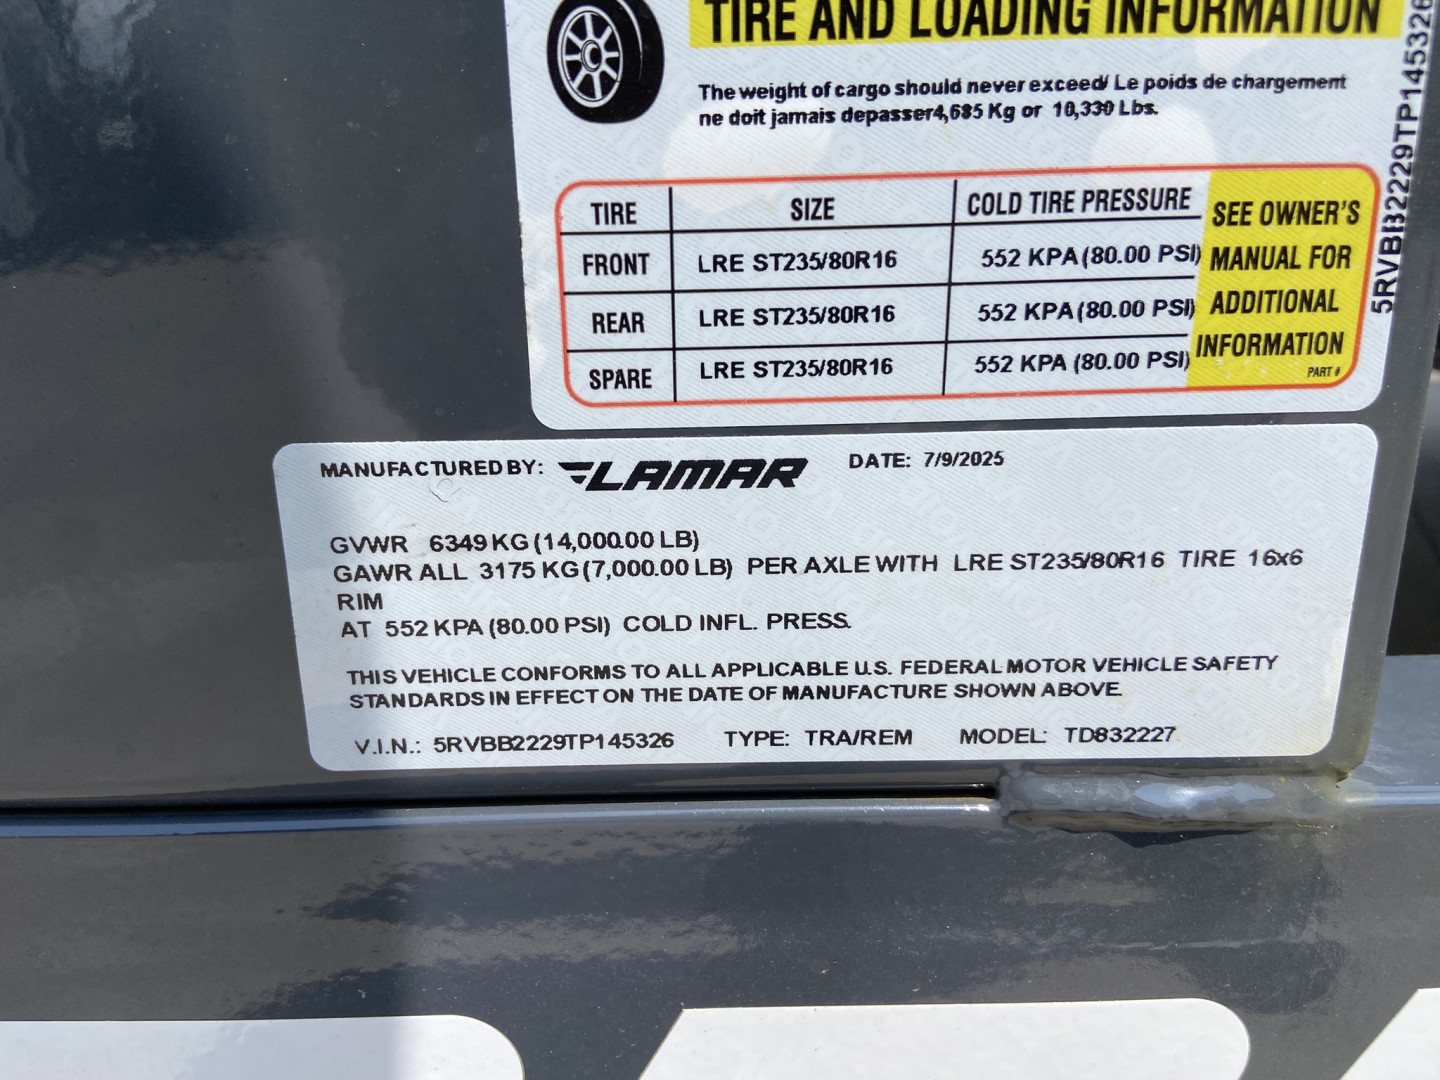 TIRE AND LOADING INFORMATION
The weight of cargo should never exceed/ Le poids de chargement
ne doit jamais depasser4,685 Kg or 10,330 Lbs.
TIRE SIZE COLD TIRE PRESSURE
FRONT LRE ST235/80R16 552 KPA(80.00 PSI)
REAR LRE ST235/80R16 552 KPA(80.00 PSI)
SPARE LRE ST235/80R16 552 KPA (80.00 PSI)
SEE OWNER'S
MANUAL FOR
ADDITIONAL
INFORMATION
PART #
5RVBB2229TP145326
MANUFACTURED BY: LAMAR DATE: 7/9/2025
GVWR 6349 KG (14,000.00 LB)
GAWR ALL 3175 KG (7,000.00 LB) PER AXLE WITH LRE ST235/80R16 TIRE 16x6
RIM
AT 552 KPA (80.00 PSI) COLD INFL. PRESS.
THIS VEHICLE CONFORMS TO ALL APPLICABLE U.S. FEDERAL MOTOR VEHICLE SAFETY
STANDARDS IN EFFECT ON THE DATE OF MANUFACTURE SHOWN ABOVE.
V.I.N.: 5RVBB2229TP145326 TYPE: TRA/REM MODEL: TD832227